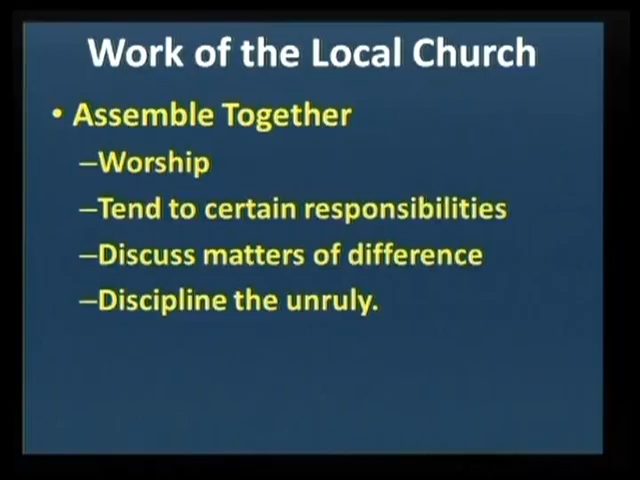 Work of the Local Church
• Assemble Together
–Worship
–Tend to certain responsibilities
–Discuss matters of difference
–Discipline the unruly.